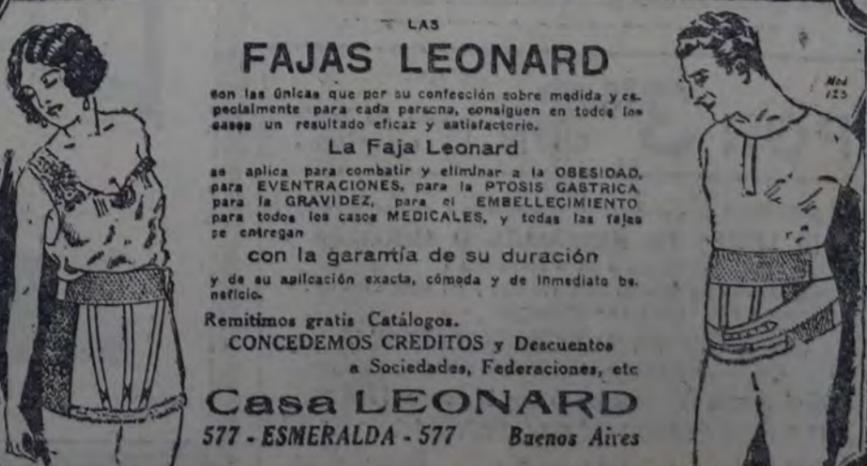 LAS
FAJAS LEONARD
son las únicas que por su confección sobre medida y es-
pecialmente para cada persona, consiguen en todos los
casos un resultado eficaz y satisfactorio.
La Faja Leonard
se aplica para combatir y eliminar a la OBESIDAD,
para EVENTRACIONES, para la PTOSIS GASTRICA
para la GRAVIDEZ, para el EMBELLECIMIENTO
para todos los casos MEDICALES, y todas las fajas
se entregan
con la garantía de su duración
y de su aplicación exacta, cómoda y de inmediato be-
neficio.
Remitimos gratis Catálogos.
CONCEDEMOS CREDITOS y Descuentos
a Sociedades, Federaciones, etc
Casa LEONARD
577 - ESMERALDA - 577 Buenos Aires
Mod
125